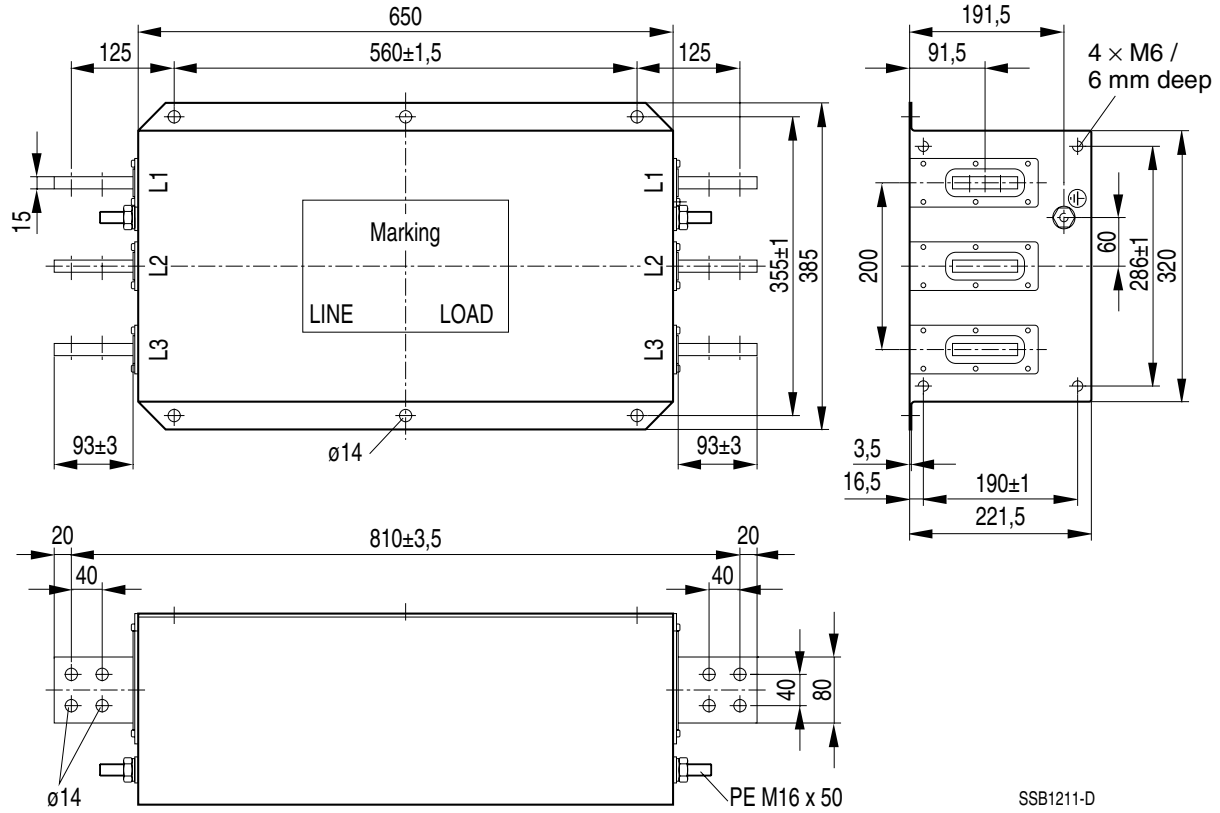 650
191,5
125
560±1,5
125
91,5
4 × M6 /
6 mm deep
L1
L1
15
Marking
L2
L2
355±1
385
200
60
286±1
320
LINE
LOAD
L3
L3
93±3
ø14
93±3
3,5
16,5
190±1
221,5
20
810±3,5
20
40
40
40
80
ø14
PE M16 x 50
SSB1211-D